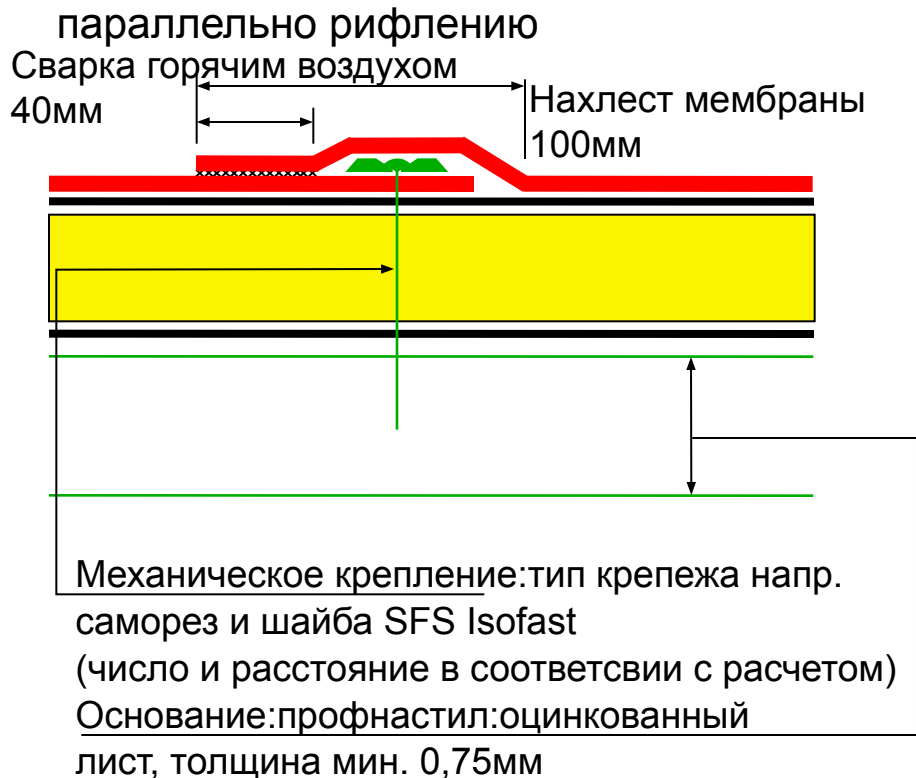 параллельно рифлению
Сварка горячим воздухом
40мм
Нахлест мембраны
100мм
Механическое крепление:тип крепежа напр.
саморез и шайба SFS Isofast
(число и расстояние в соответсвии с расчетом)
Основание:профнастил:оцинкованный
лист, толщина мин. 0,75мм